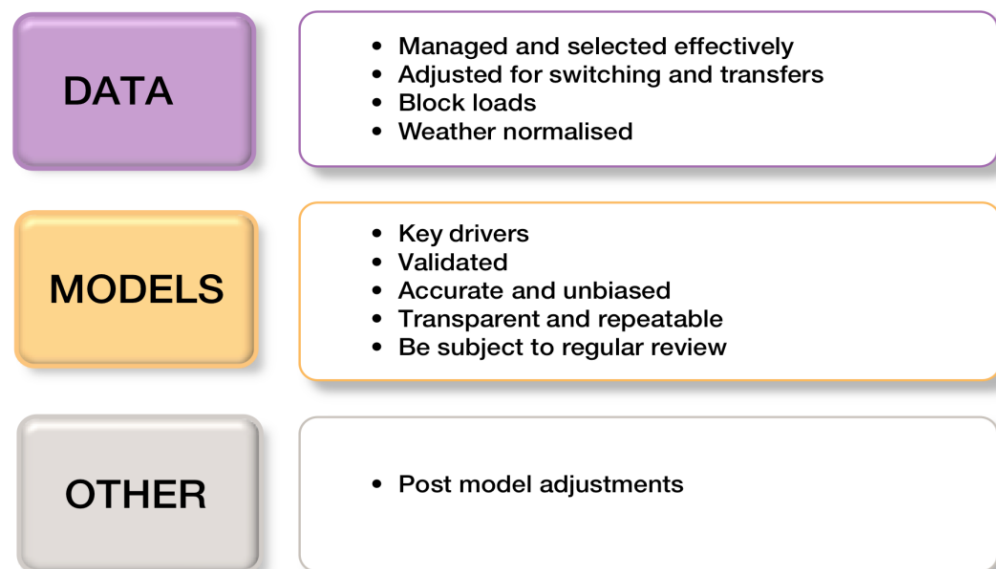 DATA
• Managed and selected effectively
• Adjusted for switching and transfers
• Block loads
• Weather normalised
MODELS
• Key drivers
• Validated
• Accurate and unbiased
• Transparent and repeatable
• Be subject to regular review
OTHER
• Post model adjustments